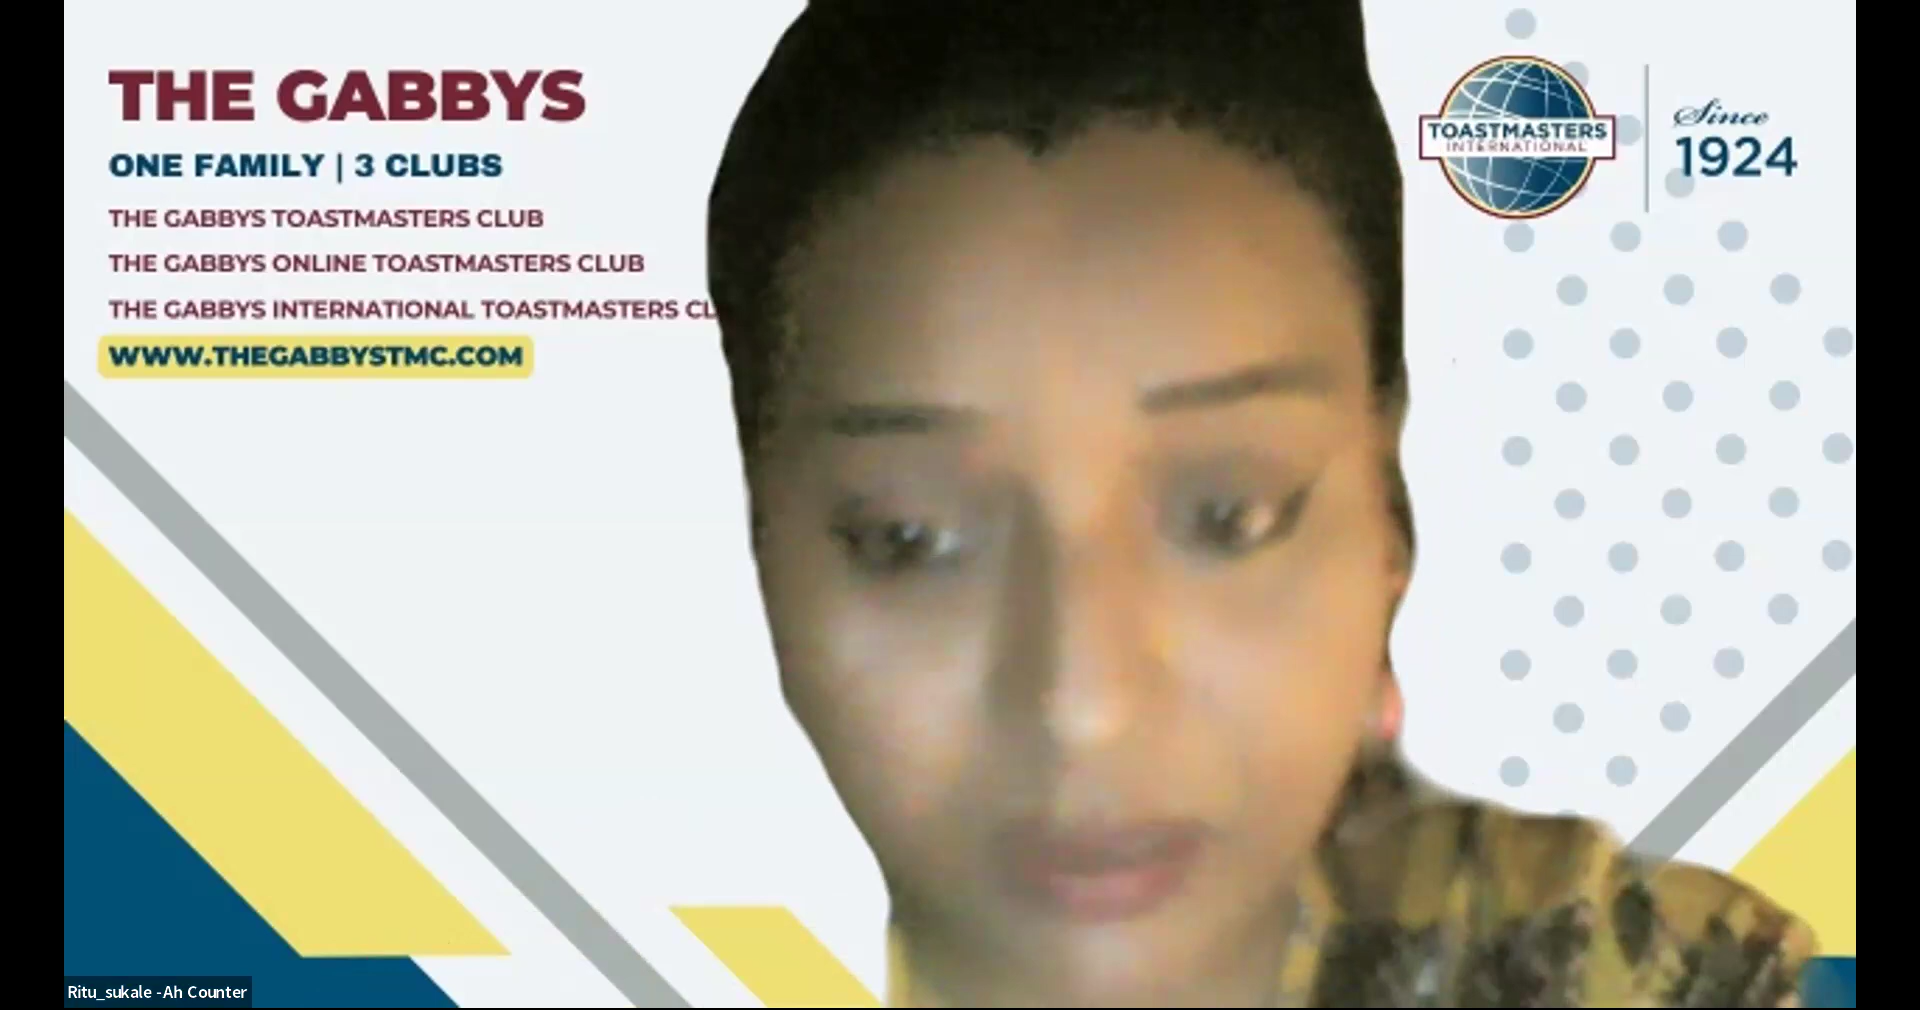 THE GABBYS
ONE FAMILY | 3 CLUBS
THE GABBYS TOASTMASTERS CLUB
THE GABBYS ONLINE TOASTMASTERS CLUB
THE GABBYS INTERNATIONAL TOASTMASTERS CL
WWW.THEGABBYSTMC.COM
TOASTMASTERS
INTERNATIONAL
Since
1924
Ritu_sukale -Ah Counter